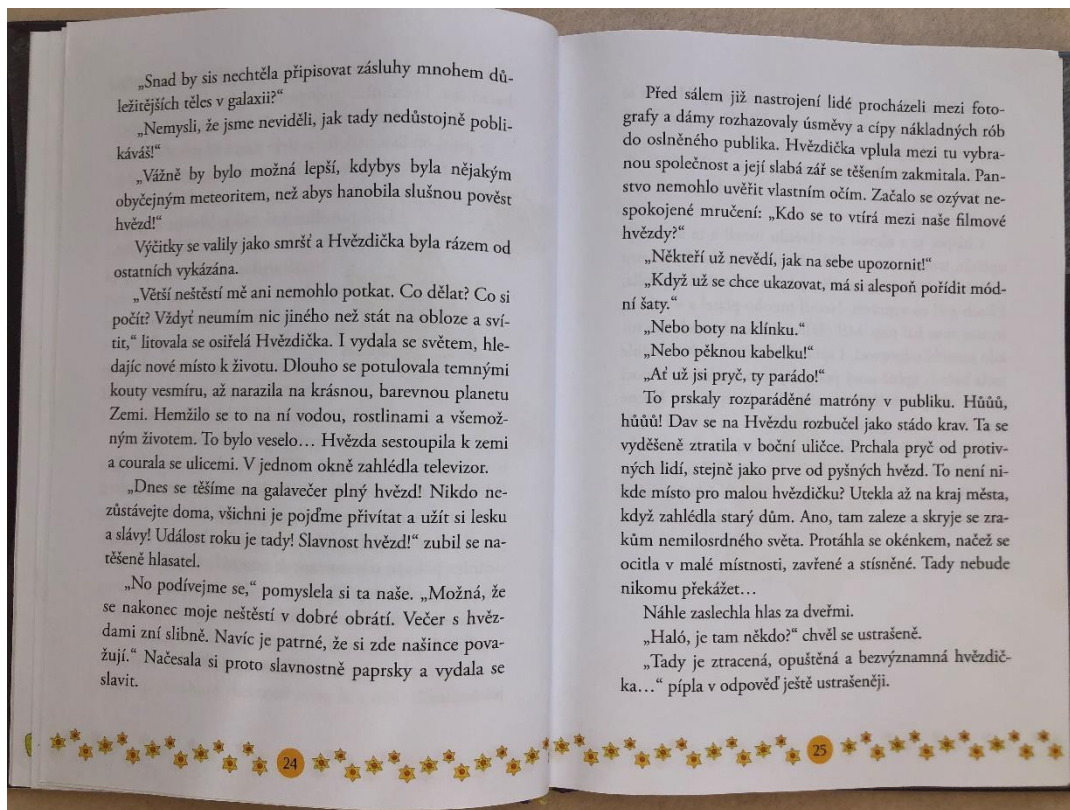 „Snad by sis nechtěla připisovat zásluhy mnohem dů-
ležitějších těles v galaxii?“
„Nemysli, že jsme neviděli, jak tady nedůstojně pobli-
káváš!“
„Vážně by bylo možná lepší, kdybys byla nějakým
obyčejným meteoritem, než abys hanobila slušnou pověst
hvězd!“
Výčitky se valily jako smršť a Hvězdička byla rázem od
ostatních vykázána.
„Větší neštěstí mě ani nemohlo potkat. Co dělat? Co si
počít? Vždyť neumím nic jiného než stát na obloze a sví-
tit,“ litovala se osiřelá Hvězdička. I vydala se světem, hle-
dajíc nové místo k životu. Dlouho se potulovala temnými
kouty vesmíru, až narazila na krásnou, barevnou planetu
Zemi. Hemžilo se to na ní vodou, rostlinami a všemož-
ným životem. To bylo veselo… Hvězda sestoupila k zemi
a courala se ulicemi. V jednom okně zahlédla televizor.
„Dnes se těšíme na galavečer plný hvězd! Nikdo ne-
zůstávejte doma, všichni je pojďme přivítat a užít si lesku
a slávy! Událost roku je tady! Slavnost hvězd!“ zubil se na-
těšeně hlasatel.
„No podívejme se,“ pomyslela si ta naše. „Možná, že
se nakonec moje neštěstí v dobré obrátí. Večer s hvěz-
dami zní slibně. Navíc je patrné, že si zde našince pova-
žují.“ Načesala si proto slavnostně paprsky a vydala se
slavit.
24
Před sálem již nastrojení lidé procházeli mezi foto-
grafy a dámy rozhazovaly úsměvy a cípy nákladných rób
do oslněného publika. Hvězdička vplula mezi tu vybra-
nou společnost a její slabá zář se těšením zakmitala. Pan-
stvo nemohlo uvěřit vlastním očím. Začalo se ozývat ne-
spokojené mručení: „Kdo se to vtírá mezi naše filmové
hvězdy?“
„Někteří už nevědí, jak na sebe upozornit!“
„Když už se chce ukazovat, má si alespoň pořídit mód-
ní šaty.“
„Nebo boty na klínku.“
„Nebo pěknou kabelku!“
„Ať už jsi pryč, ty parádo!“
To prskaly rozparáděné matróny v publiku. Hůůů,
hůůů! Dav se na Hvězdu rozbučel jako stádo krav. Ta se
vyděšeně ztratila v boční uličce. Prchala pryč od protiv-
ných lidí, stejně jako prve od pyšných hvězd. To není ni-
kde místo pro malou hvězdičku? Utekla až na kraj města,
když zahlédla starý dům. Ano, tam zaleze a skryje se zra-
kům nemilosrdného světa. Protáhla se okénkem, načež se
ocitla v malé místnosti, zavřené a stísněné. Tady nebude
nikomu překážet…
Náhle zaslechla hlas za dveřmi.
„Haló, je tam někdo?“ chvěl se ustrašeně.
„Tady je ztracená, opuštěná a bezvýznamná hvězdič-
ka…“ pípla v odpověď ještě ustrašeněji.
25